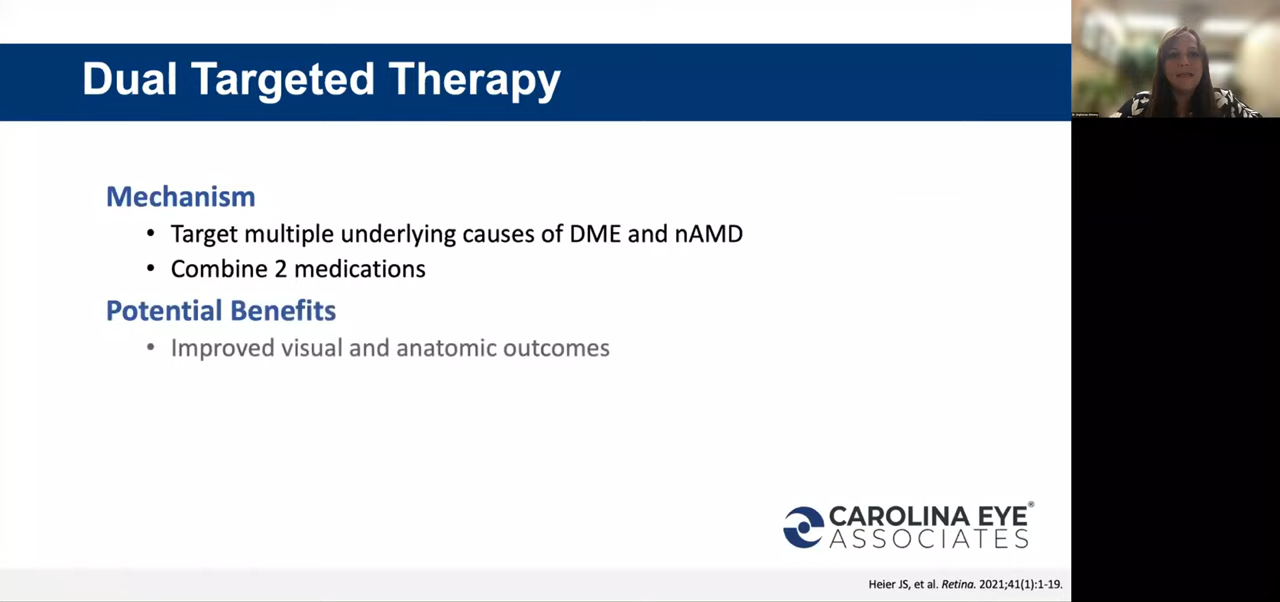 Dual Targeted Therapy
Mechanism
• Target multiple underlying causes of DME and nAMD
• Combine 2 medications
Potential Benefits
• Improved visual and anatomic outcomes
CAROLINA EYE®
ASSOCIATES
Heier JS, et al. Retina. 2021;41(1):1-19.